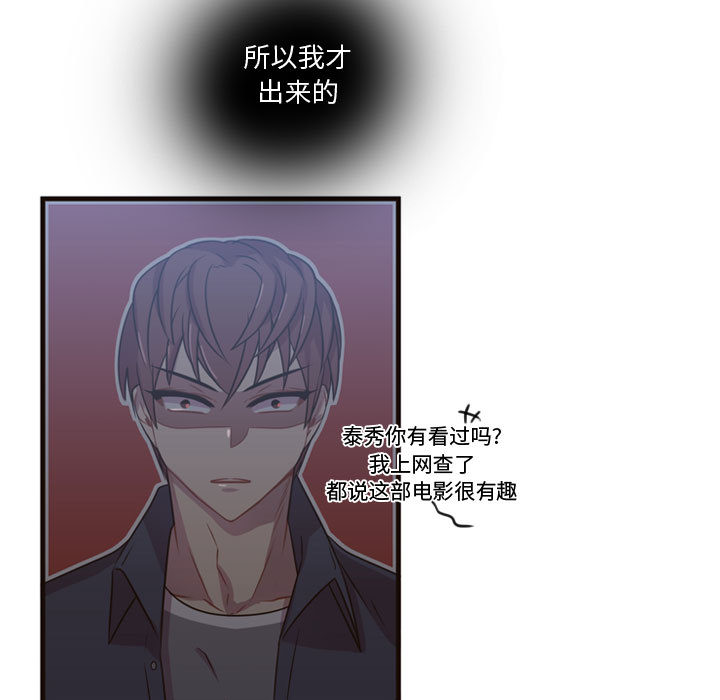 所以我才
出来的
泰秀你有看过吗?
我上网查了
都说这部电影很有趣